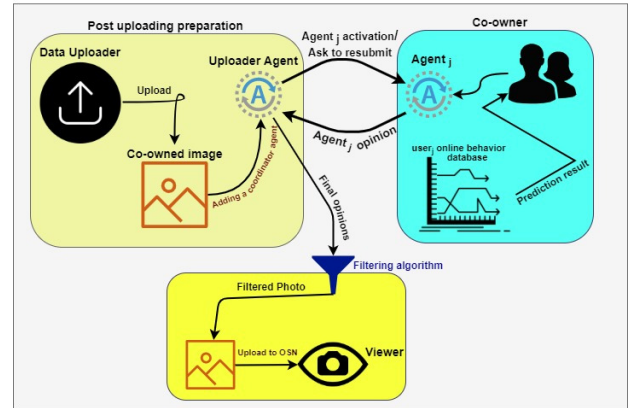 Post uploading preparation
Data Uploader
Upload
Co-owned image
Uploader Agent
A
Adding a coordinator agent
Agent j activation/
Ask to resubmit
Agent j opinion
Co-owner
Agent j
A
user j online behavior
database
Prediction result
Final opinions
Filtering algorithm
Filtered Photo
Upload to OSN
Viewer